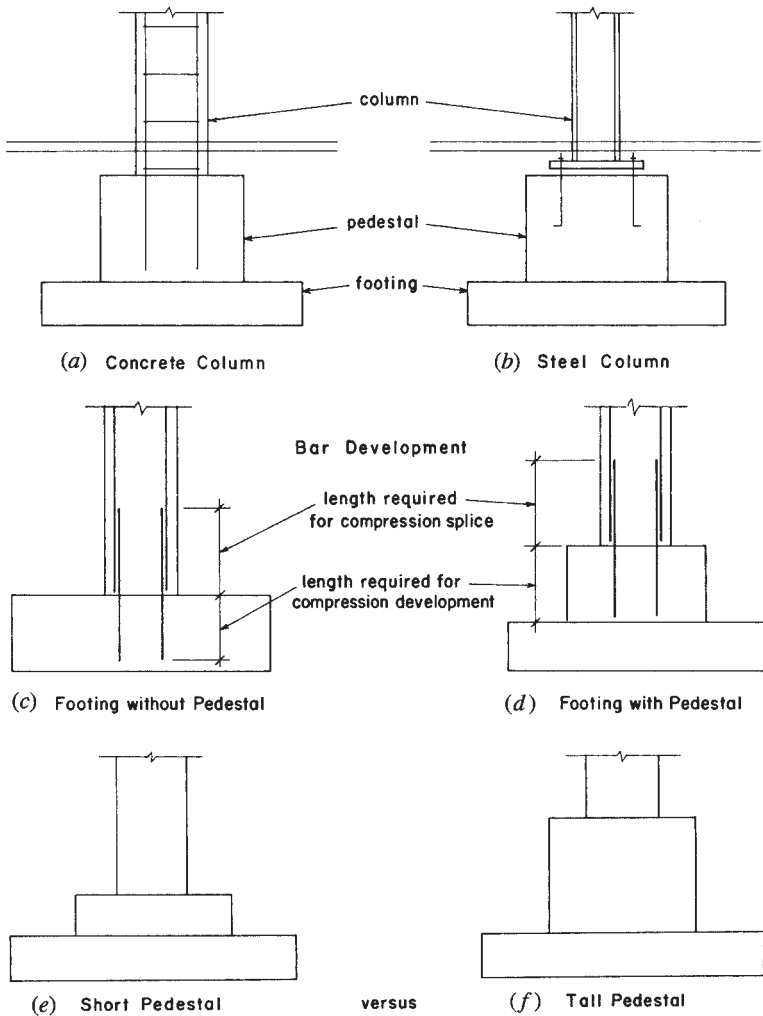 column
pedestal
footing
(a) Concrete Column
(b) Steel Column
Bar Development
length required
for compression splice
length required for
compression development
(c) Footing without Pedestal
(d) Footing with Pedestal
(e) Short Pedestal
versus
(f) Tall Pedestal